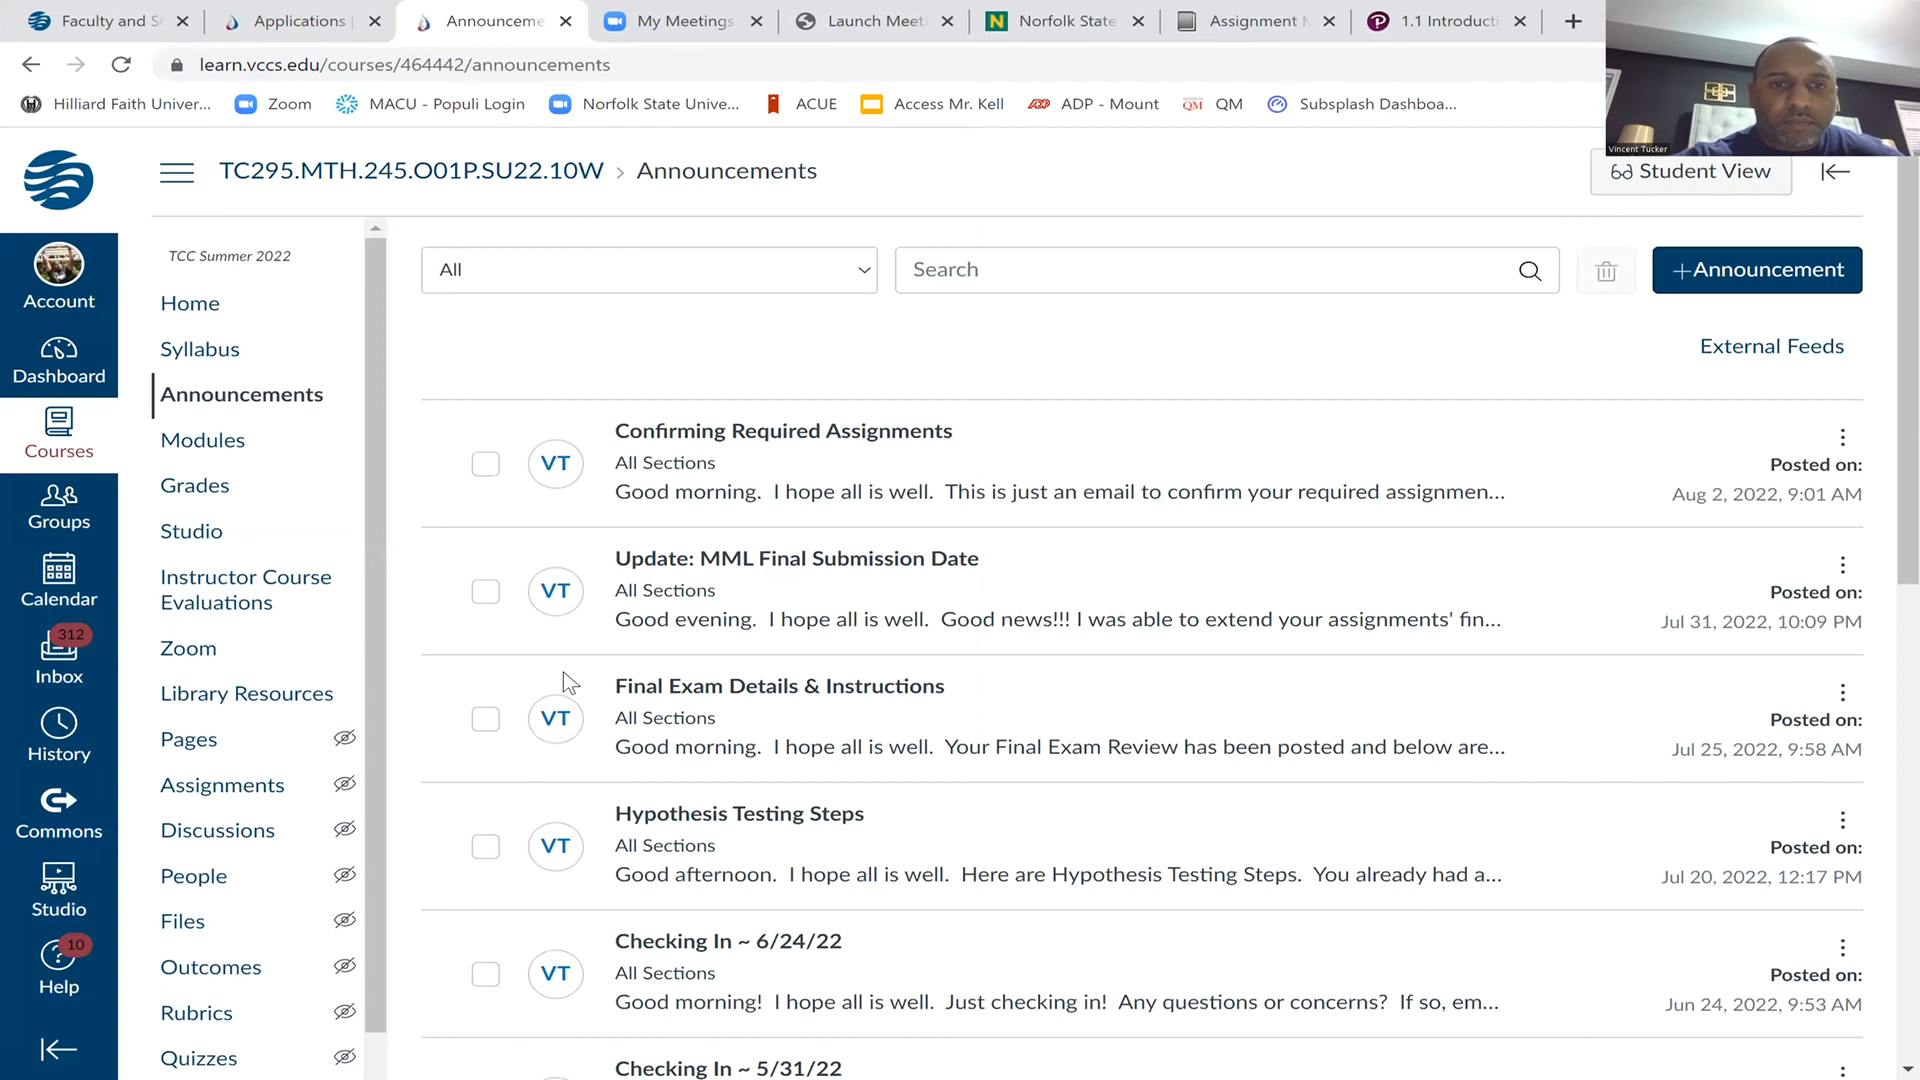 Faculty and S
Applications |
Announceme
My Meetings
Launch Meeti
Norfolk State
Assignment M
1.1 Introducti
learn.vccs.edu/courses/464442/announcements
Hilliard Faith Univer...
Zoom
MACU - Populi Login
Norfolk State Unive...
ACUE
Access Mr. Kell
ADP - Mount
QM
QM
Subsplash Dashboa...
Vincent Tucker
TC295.MTH.245.O01P.SU22.10W › Announcements
Student View
Account
Dashboard
Courses
Groups
Calendar
312
Inbox
History
Commons
Studio
10
Help
TCC Summer 2022
Home
Syllabus
Announcements
Modules
Grades
Studio
Instructor Course
Evaluations
Zoom
Library Resources
Pages
Assignments
Discussions
People
Files
Outcomes
Rubrics
Quizzes
All
Search
+Announcement
External Feeds
VT
Confirming Required Assignments
All Sections
Good morning. I hope all is well. This is just an email to confirm your required assignmen...
Posted on:
Aug 2, 2022, 9:01 AM
VT
Update: MML Final Submission Date
All Sections
Good evening. I hope all is well. Good news!!! I was able to extend your assignments' fin...
Posted on:
Jul 31, 2022, 10:09 PM
VT
Final Exam Details & Instructions
All Sections
Good morning. I hope all is well. Your Final Exam Review has been posted and below are...
Posted on:
Jul 25, 2022, 9:58 AM
VT
Hypothesis Testing Steps
All Sections
Good afternoon. I hope all is well. Here are Hypothesis Testing Steps. You already had a...
Posted on:
Jul 20, 2022, 12:17 PM
VT
Checking In ~ 6/24/22
All Sections
Good morning! I hope all is well. Just checking in! Any questions or concerns? If so, em...
Posted on:
Jun 24, 2022, 9:53 AM
Checking In ~ 5/31/22